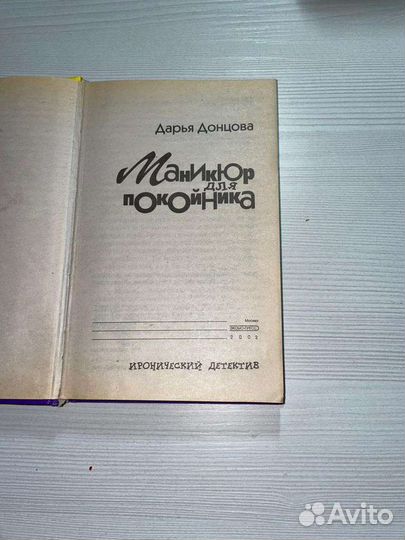 Дарья Донцова
Маникюр
для
покойника
Москва
ЭКСМО-ПРЕСС
2002
ИРОНИЧЕСКИЙ ДЕТЕКТИВ
Avito